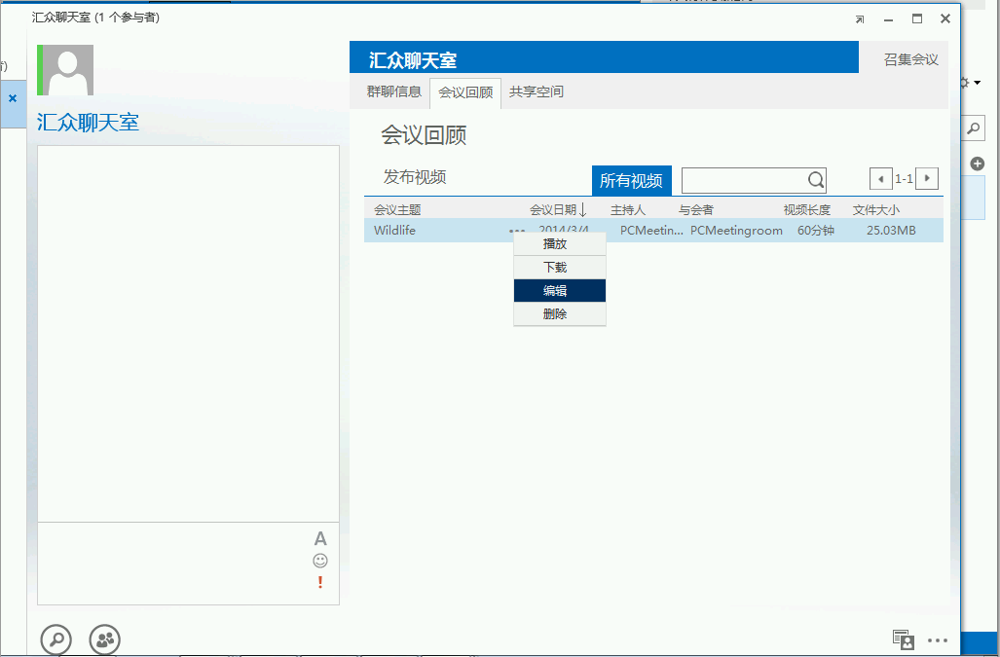 汇众聊天室 (1 个参与者)
汇众聊天室
汇众聊天室
召集会议
群聊信息 会议回顾 共享空间
会议回顾
发布视频
所有视频
1-1
会议主题 会议日期↓ 主持人 与会者 视频长度 文件大小
Wildlife ••• 2014/3/4 PCMeetin... PCMeetingroom 60分钟 25.03MB
播放
下载
编辑
删除
A
!